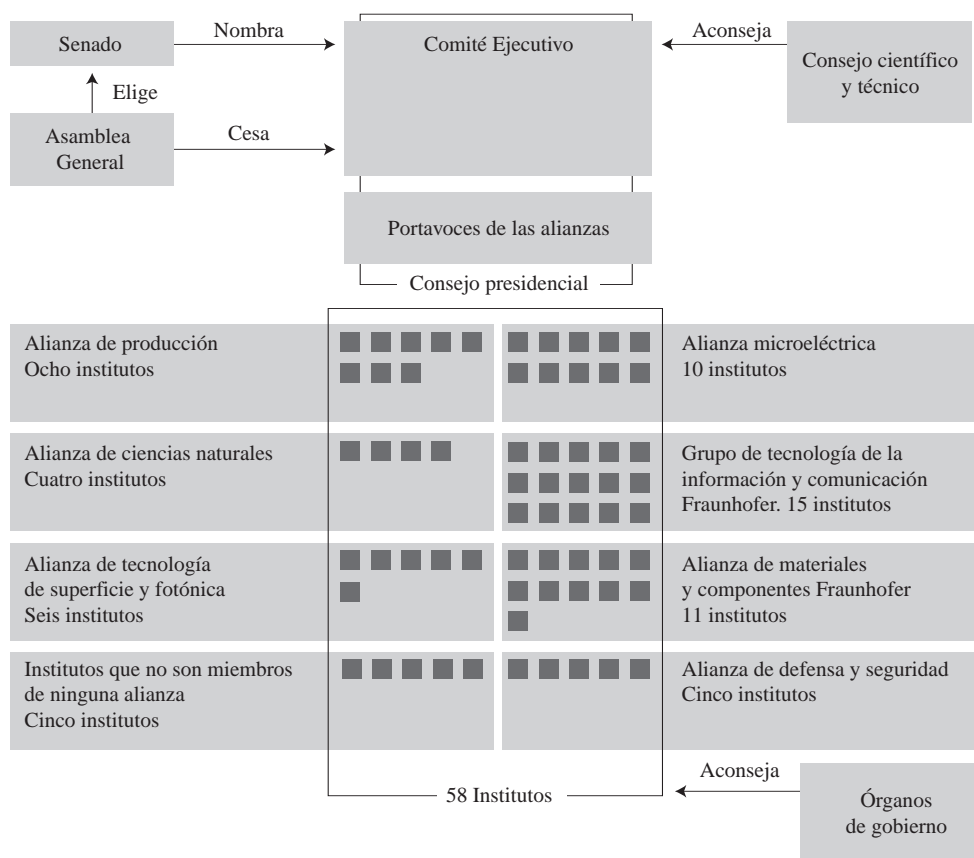 Senado
Nombra
Comité Ejecutivo
Aconseja
Consejo científico
y técnico
Elige
Asamblea
General
Cesa
Portavoces de las alianzas
Consejo presidencial
Alianza de producción
Ocho institutos
Alianza microeléctrica
10 institutos
Alianza de ciencias naturales
Cuatro institutos
Grupo de tecnología de la
información y comunicación
Fraunhofer. 15 institutos
Alianza de tecnología
de superficie y fotónica
Seis institutos
Alianza de materiales
y componentes Fraunhofer
11 institutos
Institutos que no son miembros
de ninguna alianza
Cinco institutos
Alianza de defensa y seguridad
Cinco institutos
58 Institutos
Aconseja
Órganos
de gobierno